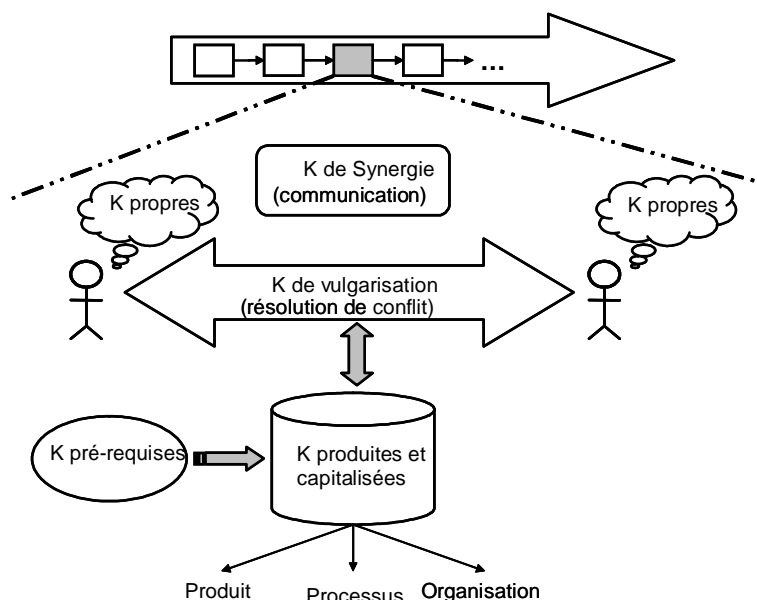 ...
K de Synergie
(communication)
K propres
K propres
K de vulgarisation
(résolution de conflit)
K pré-requises
K produites et
capitalisées
Produit
Processus
Organisation